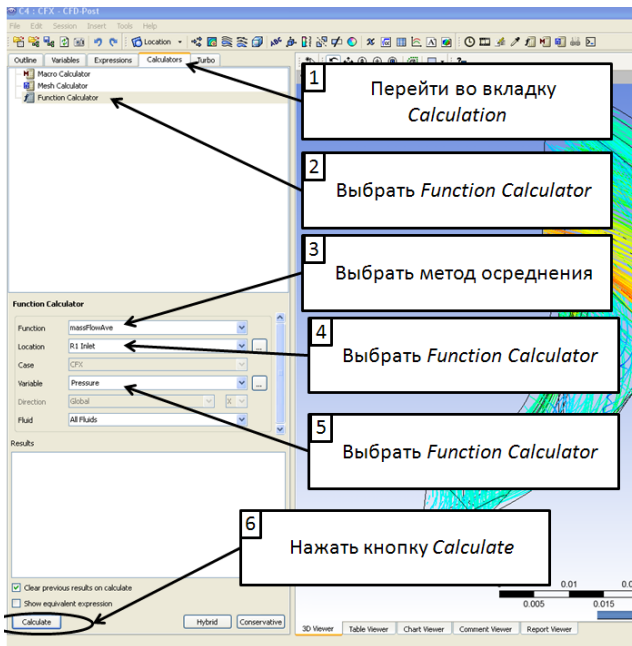 C4 : CFX - CFD-Post
File Edit Session Insert Tools Help
Location
Outline Variables Expressions Calculators Turbo
Macro Calculator
Mesh Calculator
Function Calculator
1
Перейти во вкладку
Calculation
2
Выбрать Function Calculator
3
Выбрать метод осреднения
4
Выбрать Function Calculator
5
Выбрать Function Calculator
6
Нажать кнопку Calculate
Function Calculator
Function massFlowAve
Location R1 Inlet ...
Case CFX
Variable Pressure ...
Direction Global X
Fluid All Fluids
Results
Clear previous results on calculate
Show equivalent expression
Calculate Hybrid Conservative
0.01
0.005 0.015
3D Viewer Table Viewer Chart Viewer Comment Viewer Report Viewer